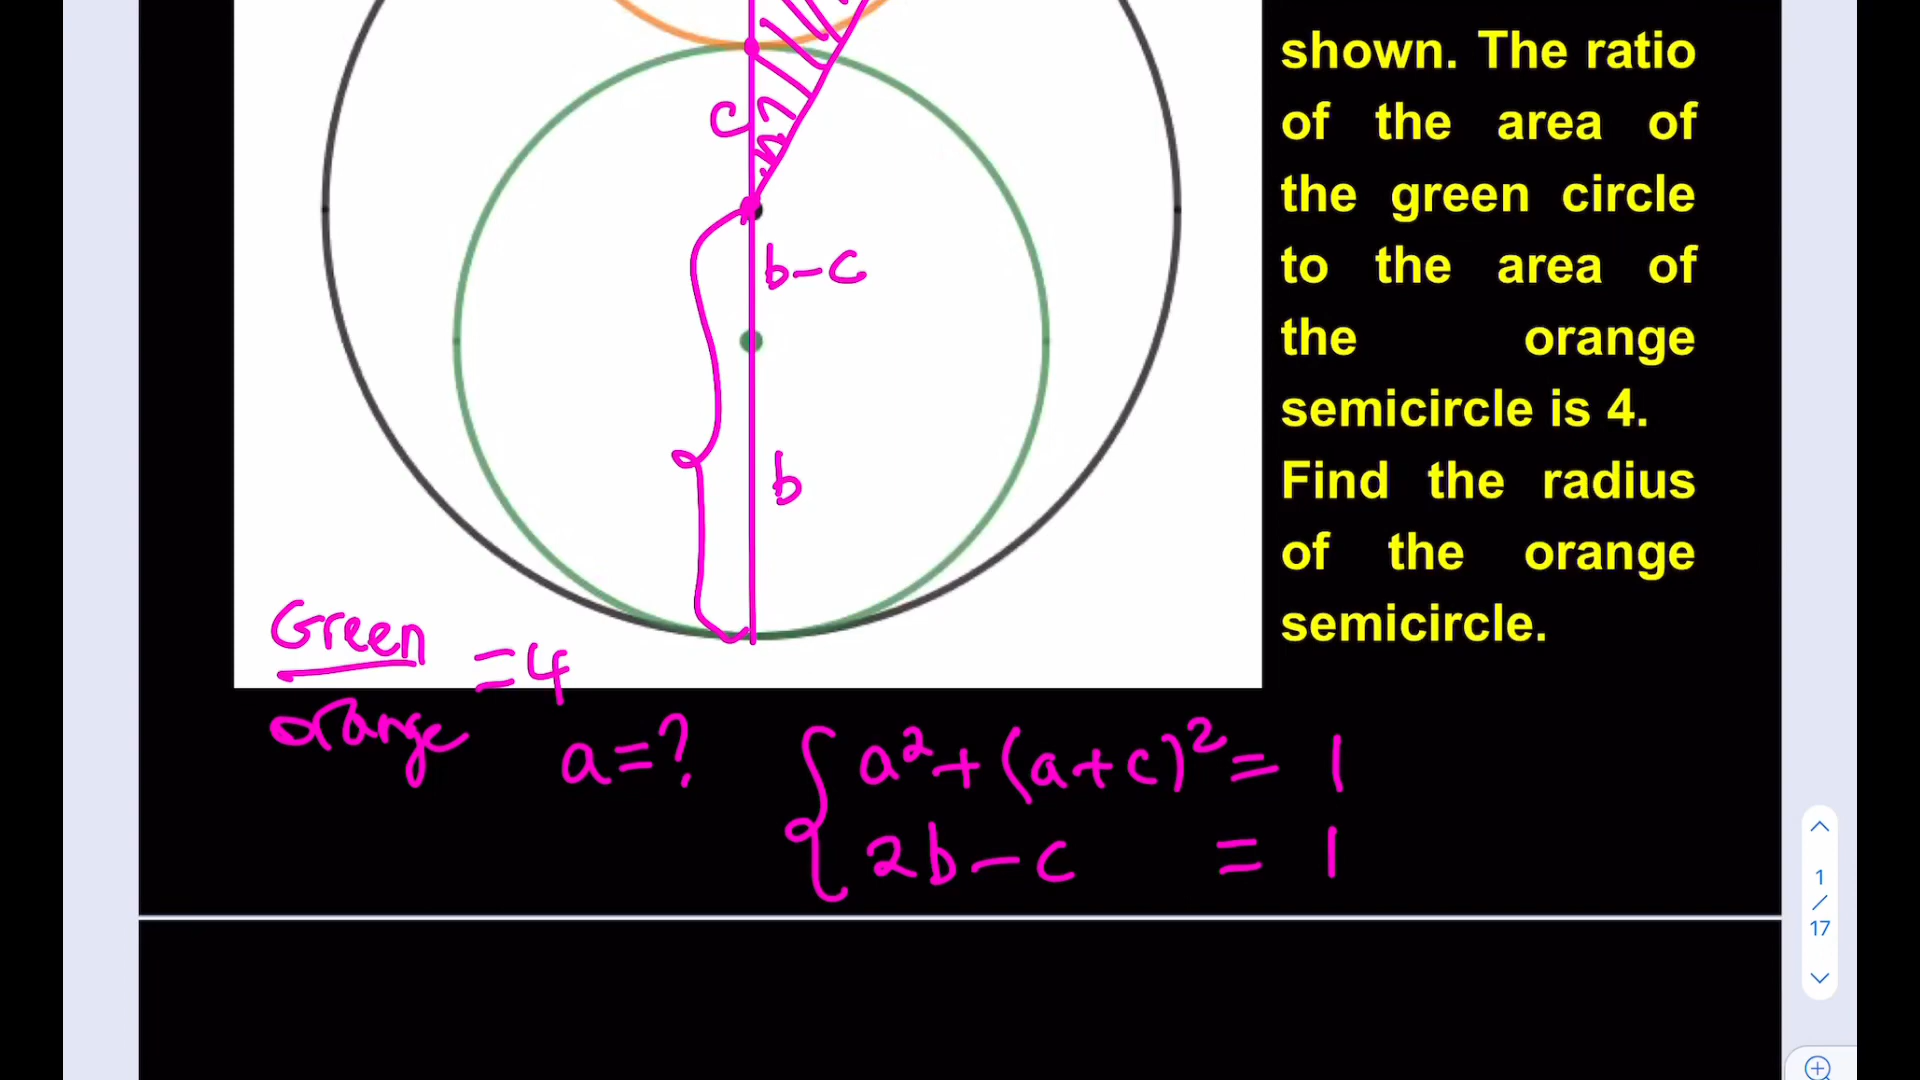 shown. The ratio
of the area of
the green circle
to the area of
the orange
semicircle is 4.
Find the radius
of the orange
semicircle.
c
b-c
b
Green
orange
=4
a=?
a²+(a+c)²= 1
2b-c = 1
1
/
17